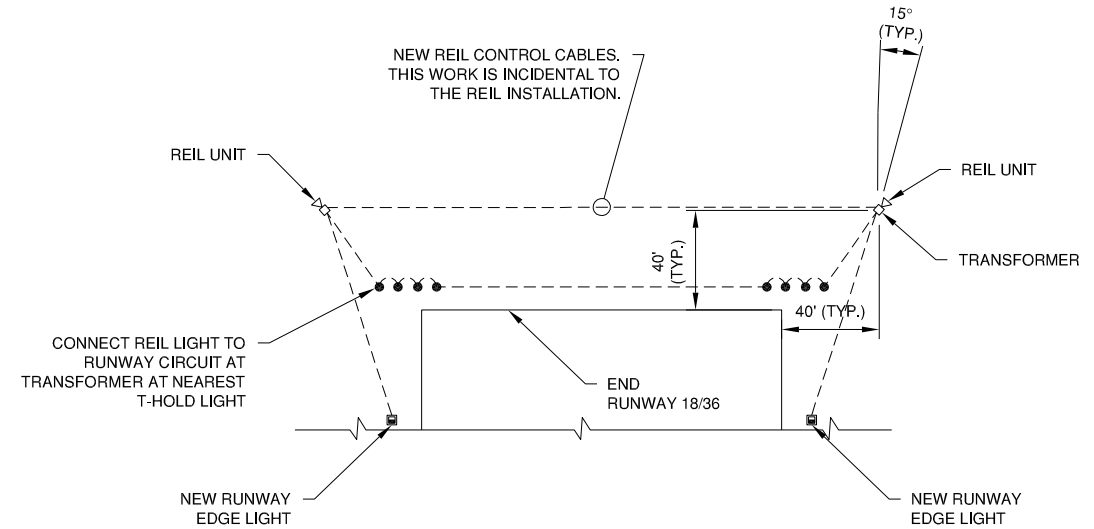 15°
(TYP.)
NEW REIL CONTROL CABLES.
THIS WORK IS INCIDENTAL TO
THE REIL INSTALLATION.
REIL UNIT
REIL UNIT
TRANSFORMER
40'
(TYP.)
40' (TYP.)
CONNECT REIL LIGHT TO
RUNWAY CIRCUIT AT
TRANSFORMER AT NEAREST
T-HOLD LIGHT
END
RUNWAY 18/36
NEW RUNWAY
EDGE LIGHT
NEW RUNWAY
EDGE LIGHT